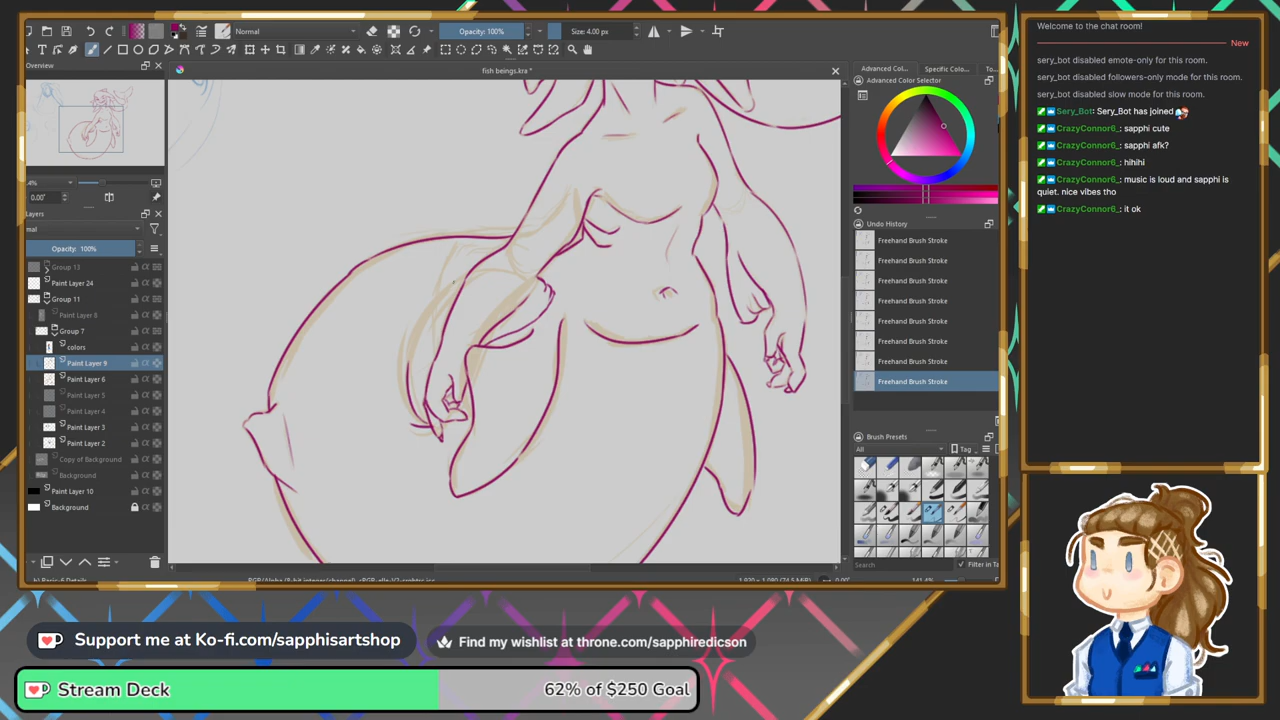 Normal
Opacity: 100%
Size: 4.00 px
Overview
fish beings.kra *
Advanced Col...
Specific Colo...
To...
Advanced Color Selector
Undo History
Freehand Brush Stroke
Freehand Brush Stroke
Freehand Brush Stroke
Freehand Brush Stroke
Freehand Brush Stroke
Freehand Brush Stroke
Freehand Brush Stroke
Freehand Brush Stroke
0.00°
Layers
Opacity: 100%
Group 13
Paint Layer 24
Group 11
Paint Layer 8
Group 7
colors
Paint Layer 9
Paint Layer 6
Paint Layer 5
Paint Layer 4
Paint Layer 3
Paint Layer 2
Copy of Background
Background
Paint Layer 10
Background
Brush Presets
All
Tag
Search
Filter in Ta
Welcome to the chat room!
New
sery_bot disabled emote-only for this room.
sery_bot disabled followers-only mode for this room.
sery_bot disabled slow mode for this room.
Sery_Bot: Sery_Bot has joined
CrazyConnor6_: sapphi cute
CrazyConnor6_: sapphi afk?
CrazyConnor6_: hihihi
CrazyConnor6_: music is loud and sapphi is
quiet. nice vibes tho
CrazyConnor6_: it ok
Support me at Ko-fi.com/sapphisartshop
Find my wishlist at throne.com/sapphiredicson
Stream Deck
62% of $250 Goal